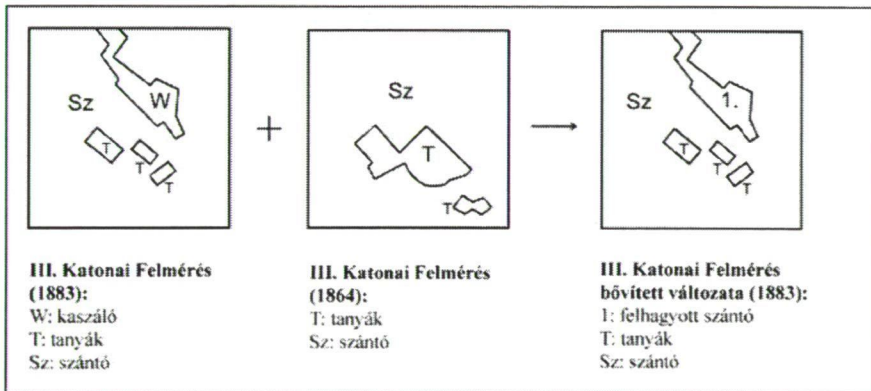 Sz
W
T
T
T
+
Sz
T
T
→
Sz
1.
T
T
T
III. Katonai Felmérés
(1883):
W: kaszáló
T: tanyák
Sz: szántó
III. Katonai Felmérés
(1864):
T: tanyák
Sz: szántó
III. Katonai Felmérés
bővített változata (1883):
1: felhagyott szántó
T: tanyák
Sz: szántó